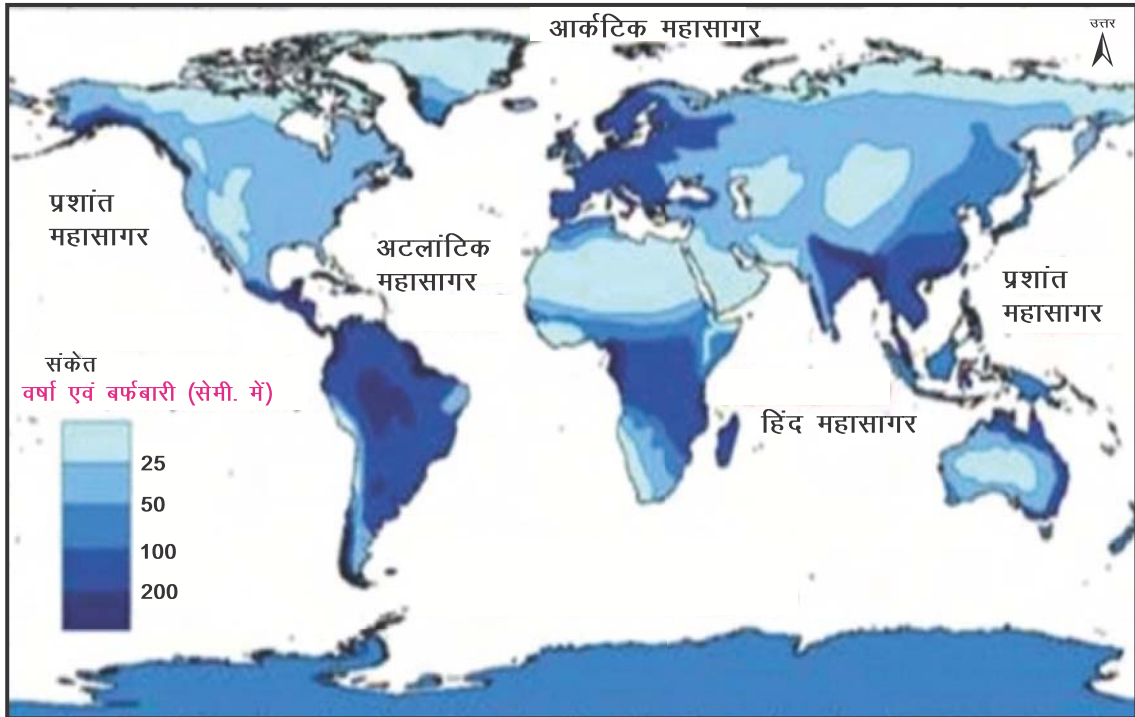 आर्कटिक महासागर
उत्तर
प्रशांत
महासागर
अटलांटिक
महासागर
प्रशांत
महासागर
हिंद महासागर
संकेत
वर्षा एवं बर्फबारी (सेमी. में)
25
50
100
200